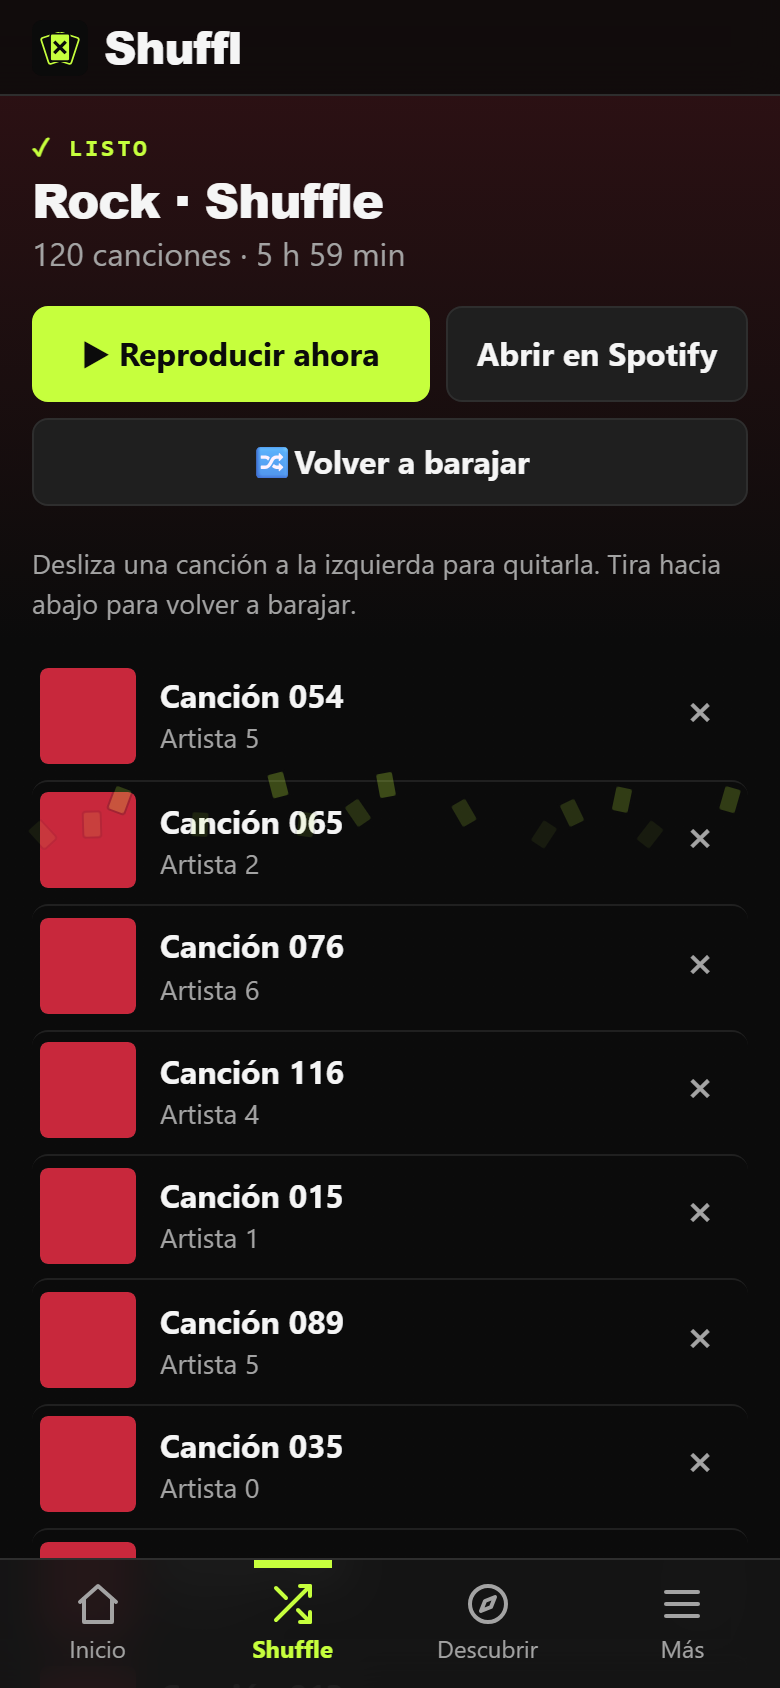 Shuffl
✓ LISTO
Rock · Shuffle
120 canciones · 5 h 59 min
▶ Reproducir ahora
Abrir en Spotify
🔀 Volver a barajar
Desliza una canción a la izquierda para quitarla. Tira hacia
abajo para volver a barajar.
Canción 054
Artista 5
✕
Canción 065
Artista 2
✕
Canción 076
Artista 6
✕
Canción 116
Artista 4
✕
Canción 015
Artista 1
✕
Canción 089
Artista 5
✕
Canción 035
Artista 0
✕
Inicio
Shuffle
Descubrir
Más